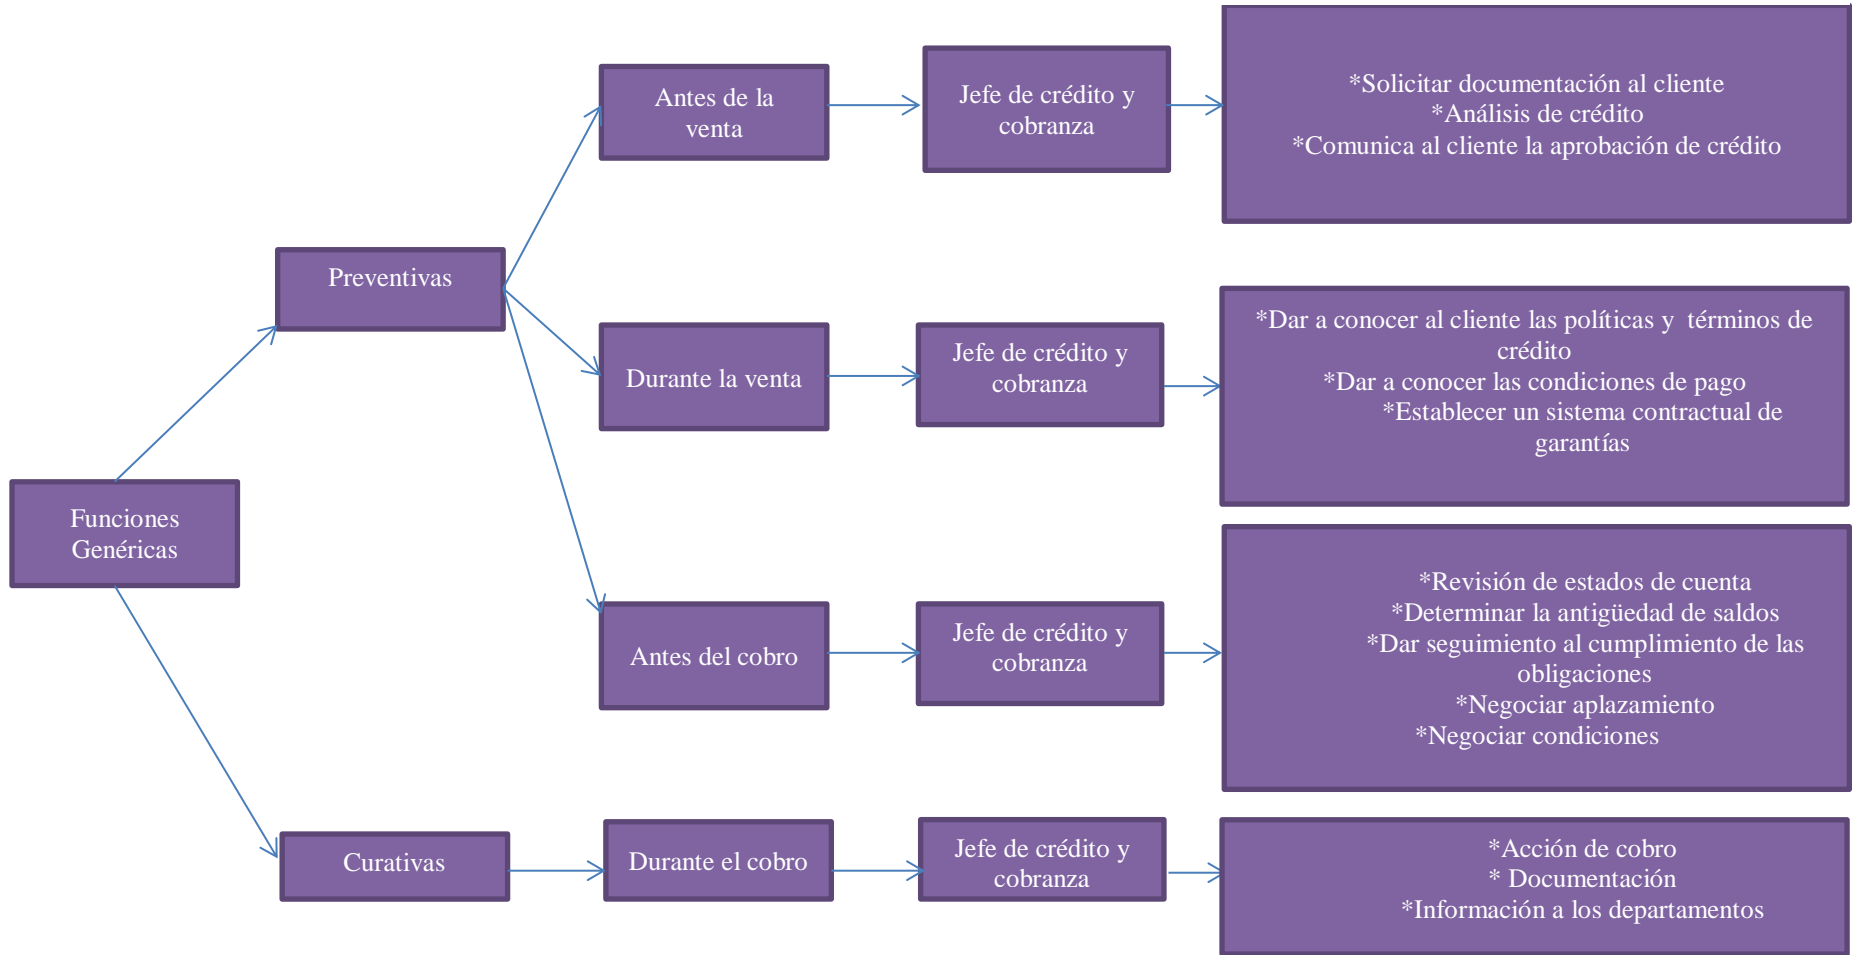 Antes de la
venta
Jefe de crédito y
cobranza
*Solicitar documentación al cliente
*Análisis de crédito
*Comunica al cliente la aprobación de crédito
Preventivas
Durante la venta
Jefe de crédito y
cobranza
*Dar a conocer al cliente las políticas y  términos de
crédito
*Dar a conocer las condiciones de pago
*Establecer un sistema contractual de
garantías
Funciones
Genéricas
Antes del cobro
Jefe de crédito y
cobranza
*Revisión de estados de cuenta
*Determinar la antigüedad de saldos
*Dar seguimiento al cumplimiento de las
obligaciones
*Negociar aplazamiento
*Negociar condiciones
Curativas
Durante el cobro
Jefe de crédito y
cobranza
*Acción de cobro
* Documentación
*Información a los departamentos